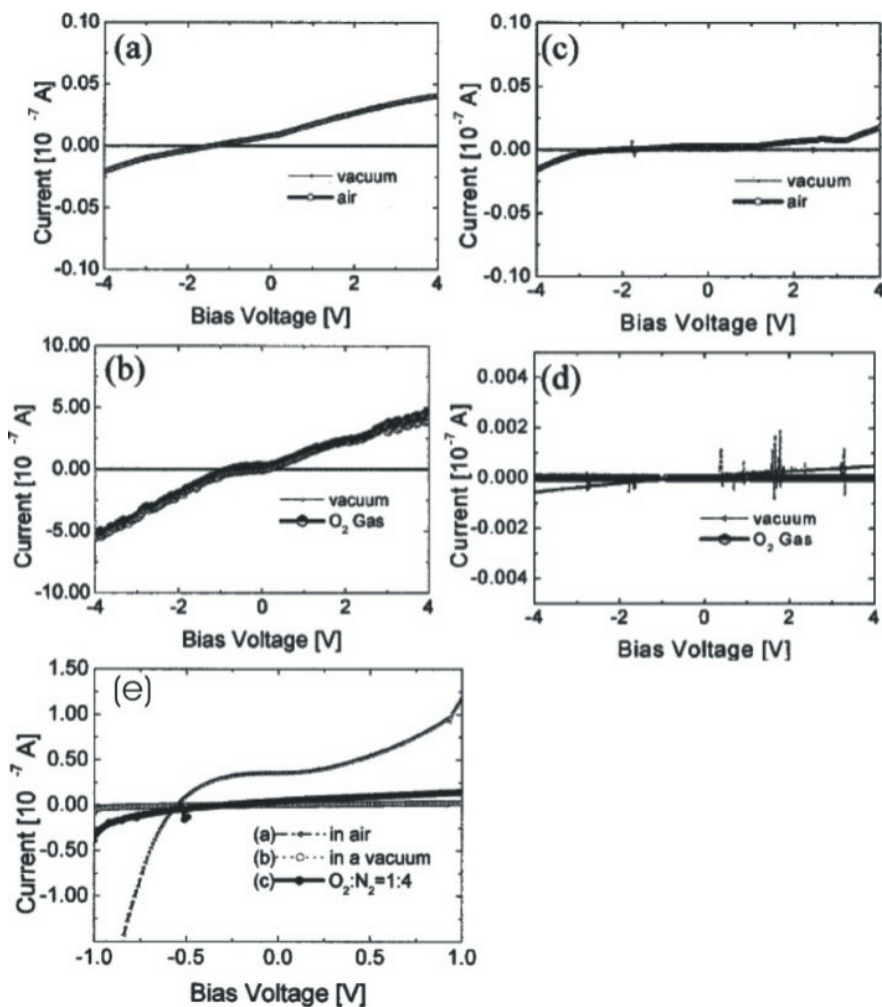 (a)
0.10
0.05
0.00
-0.05
-0.10
Current [10 -7 A]
vacuum
air
-4 -2 0 2 4
Bias Voltage [V]
(c)
0.10
0.05
0.00
-0.05
-0.10
Current [10 -7 A]
vacuum
air
-4 -2 0 2 4
Bias Voltage [V]
(b)
10.00
5.00
0.00
-5.00
-10.00
Current [10 -7 A]
vacuum
O2 Gas
-4 -2 0 2 4
Bias Voltage [V]
(d)
0.004
0.002
0.000
-0.002
-0.004
Current [10 -7 A]
vacuum
O2 Gas
-4 -2 0 2 4
Bias Voltage [V]
(e)
1.50
1.00
0.50
0.00
-0.50
-1.00
Current [10 -7 A]
(a) in air
(b) in a vacuum
(c) O2:N2=1:4
-1.0 -0.5 0.0 0.5 1.0
Bias Voltage [V]